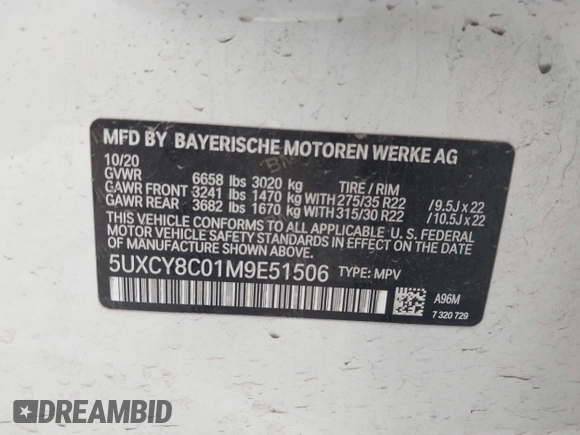 MFD BY BAYERISCHE MOTOREN WERKE AG
10/20
GVWR 6658 lbs 3020 kg TIRE / RIM
GAWR FRONT 3241 lbs 1470 kg WITH 275/35 R22 / 9.5J x 22
GAWR REAR 3682 lbs 1670 kg WITH 315/30 R22 / 10.5J x 22
THIS VEHICLE CONFORMS TO ALL APPLICABLE U. S. FEDERAL
MOTOR VEHICLE SAFETY STANDARDS IN EFFECT ON THE DATE
OF MANUFACTURE SHOWN ABOVE.
5UXCY8C01M9E51506 TYPE: MPV
A96M
7 320 729
DREAMBID